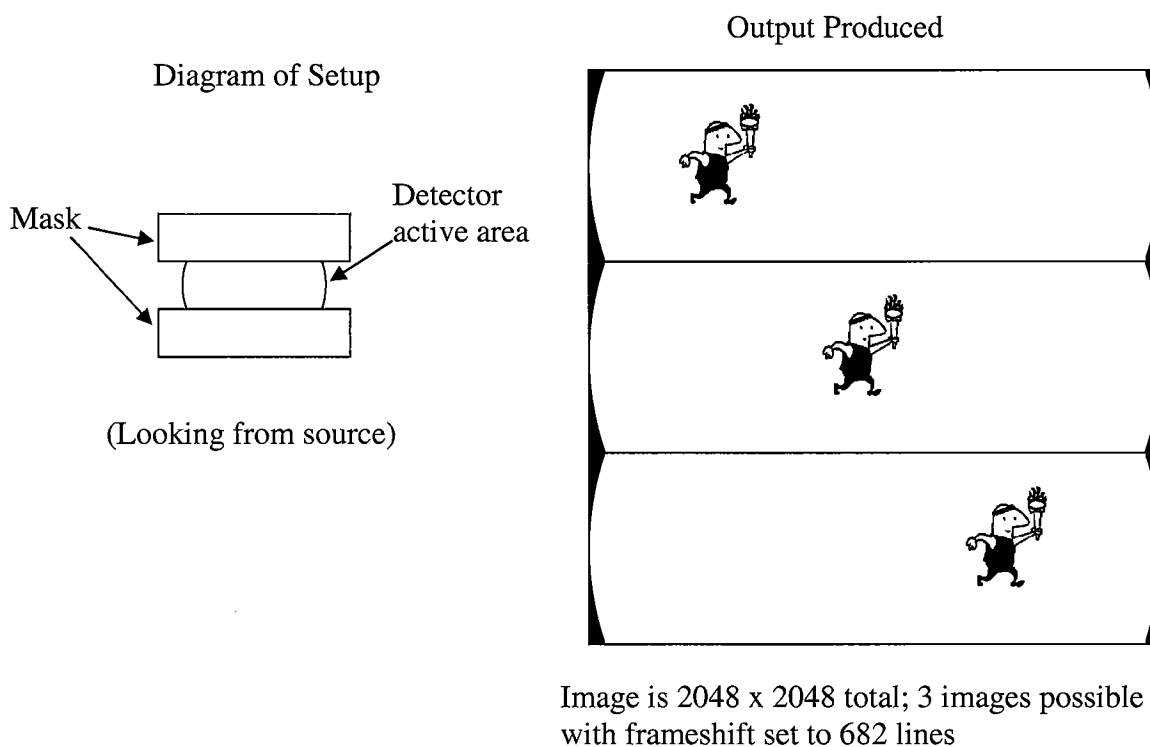 Output Produced
Diagram of Setup
Mask
Detector
active area
(Looking from source)
Image is 2048 x 2048 total; 3 images possible
with frameshift set to 682 lines